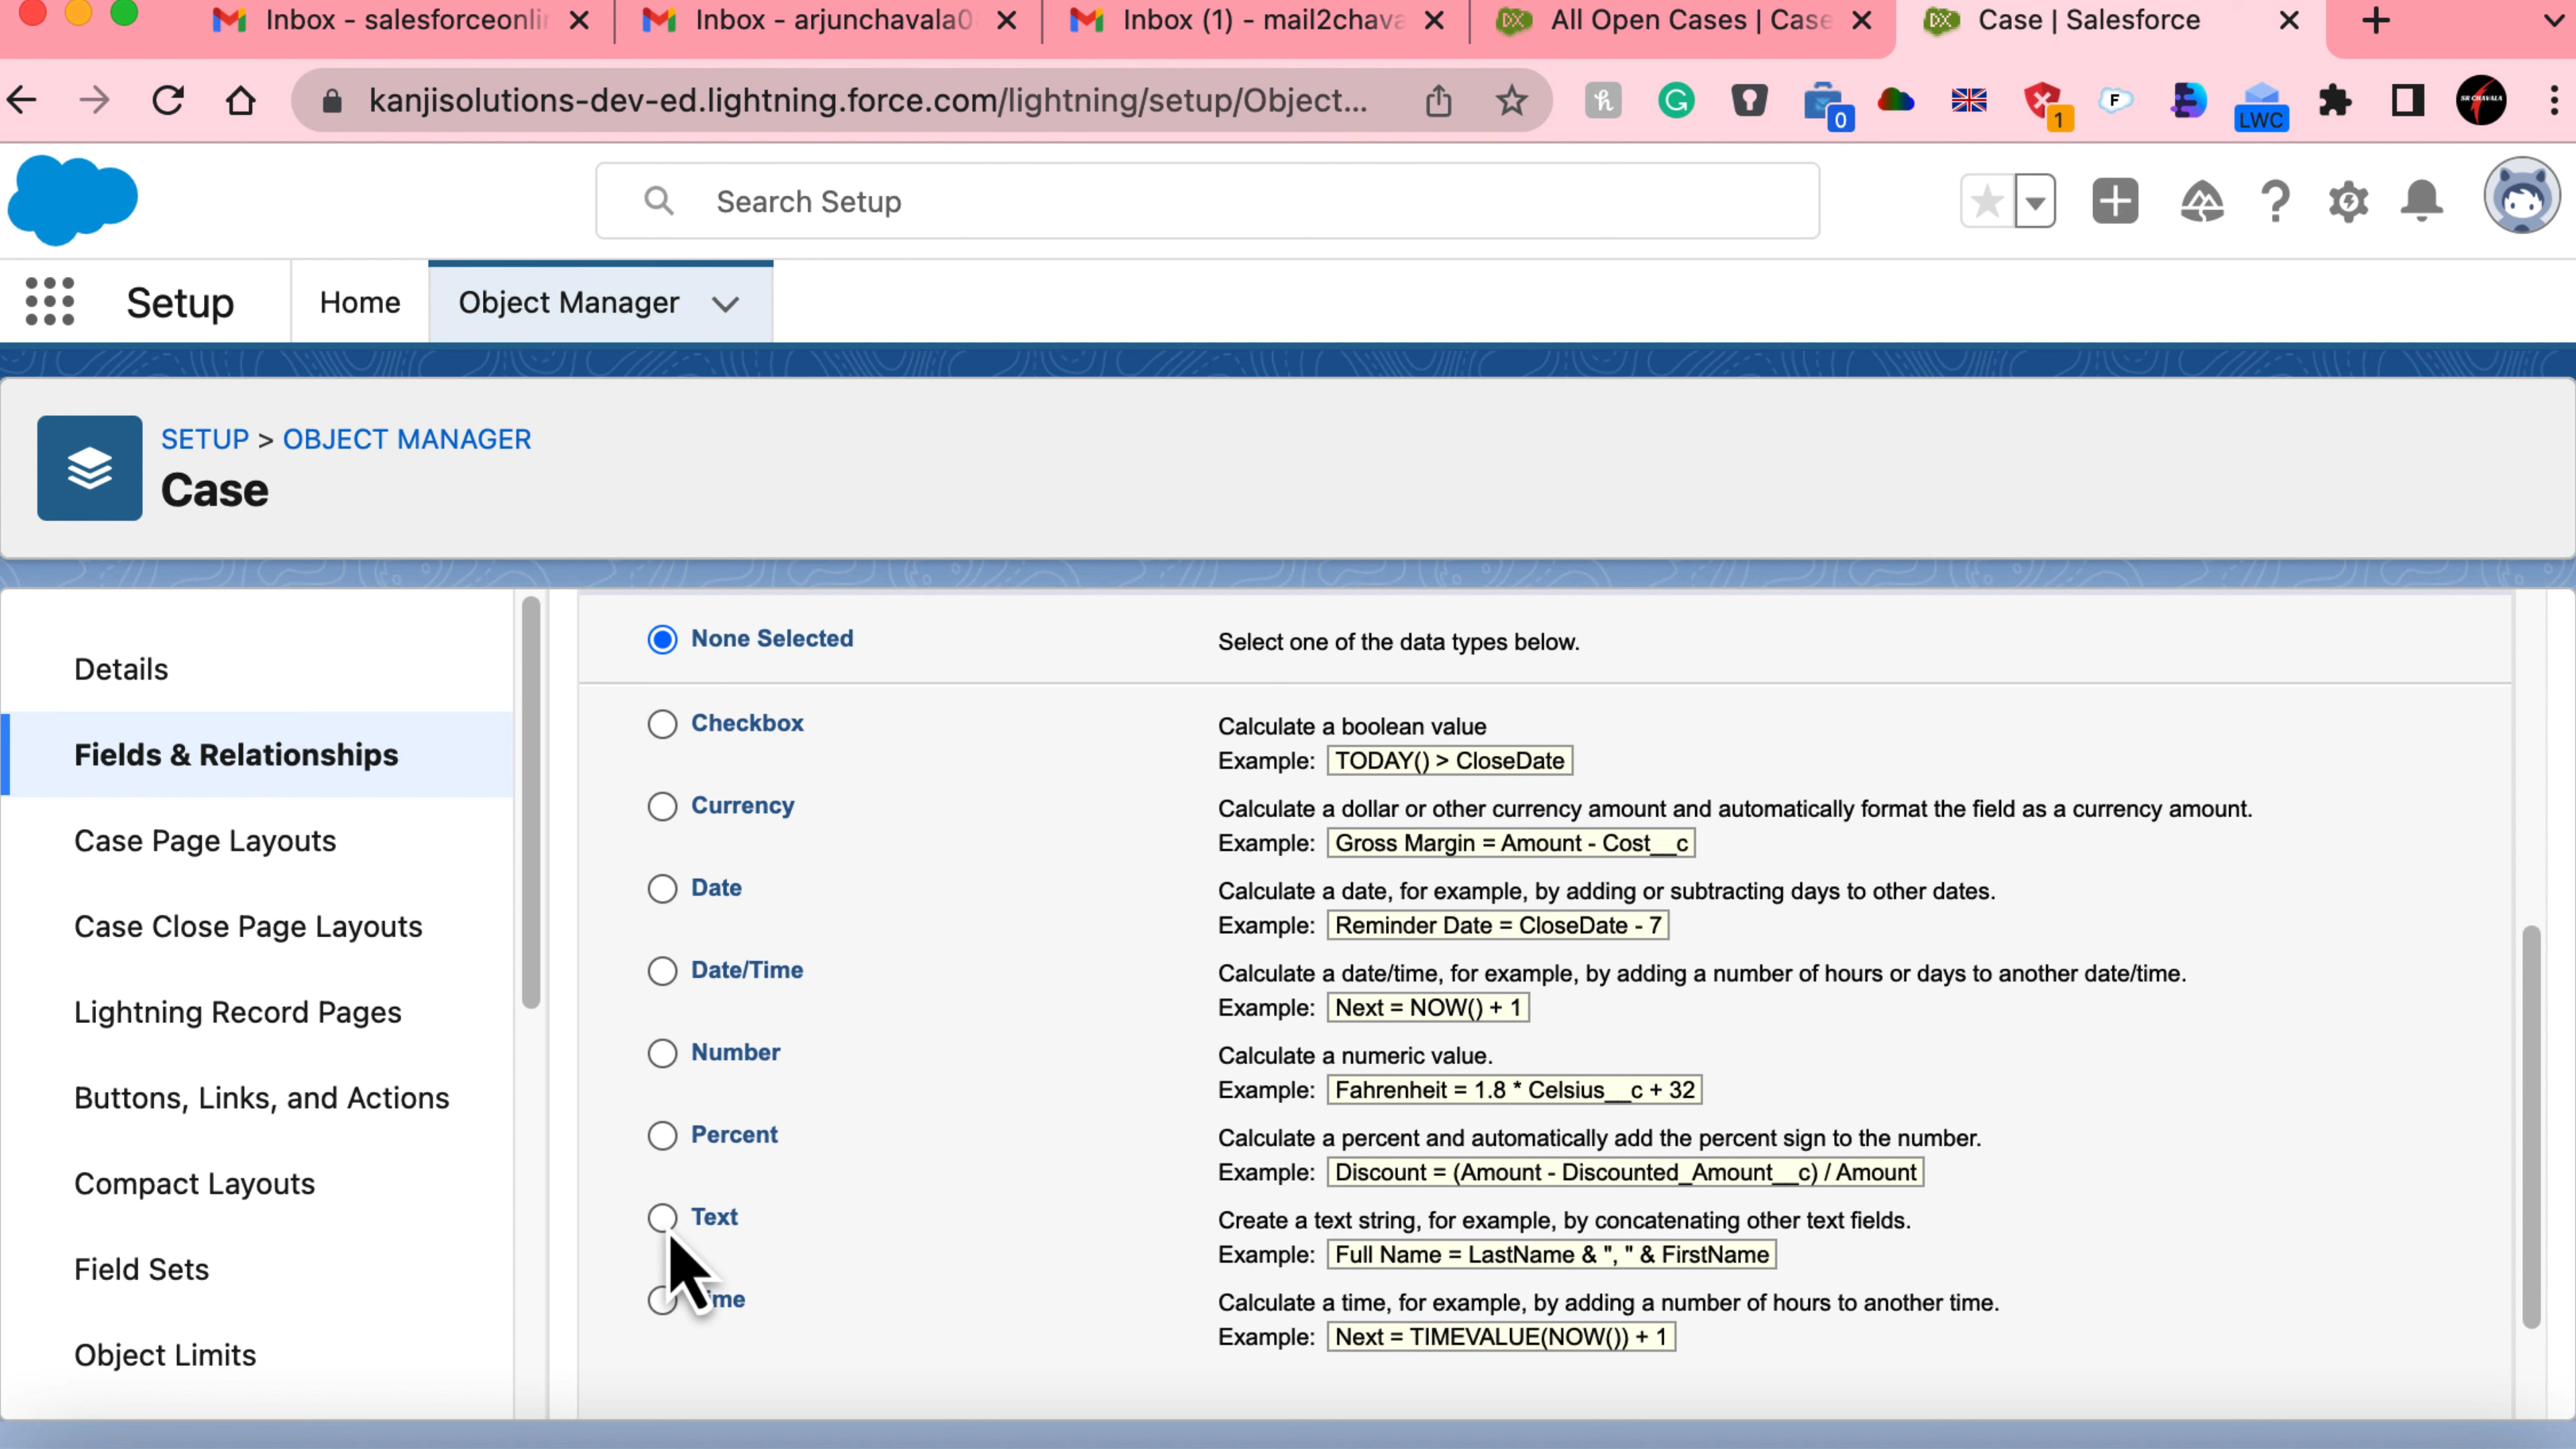 Inbox - salesforceonli
Inbox - arjunchavala0
Inbox (1) - mail2chava
All Open Cases | Case
Case | Salesforce
kanjisolutions-dev-ed.lightning.force.com/lightning/setup/Object...
0
1
F
LWC
SR CHAVALA
Search Setup
Setup
Home
Object Manager
SETUP > OBJECT MANAGER
Case
Details
Fields & Relationships
Case Page Layouts
Case Close Page Layouts
Lightning Record Pages
Buttons, Links, and Actions
Compact Layouts
Field Sets
Object Limits
None Selected
Select one of the data types below.
Checkbox
Calculate a boolean value
Example: TODAY() > CloseDate
Currency
Calculate a dollar or other currency amount and automatically format the field as a currency amount.
Example: Gross Margin = Amount - Cost__c
Date
Calculate a date, for example, by adding or subtracting days to other dates.
Example: Reminder Date = CloseDate - 7
Date/Time
Calculate a date/time, for example, by adding a number of hours or days to another date/time.
Example: Next = NOW() + 1
Number
Calculate a numeric value.
Example: Fahrenheit = 1.8 * Celsius__c + 32
Percent
Calculate a percent and automatically add the percent sign to the number.
Example: Discount = (Amount - Discounted_Amount__c) / Amount
Text
Create a text string, for example, by concatenating other text fields.
Example: Full Name = LastName & ", " & FirstName
ime
Calculate a time, for example, by adding a number of hours to another time.
Example: Next = TIMEVALUE(NOW()) + 1